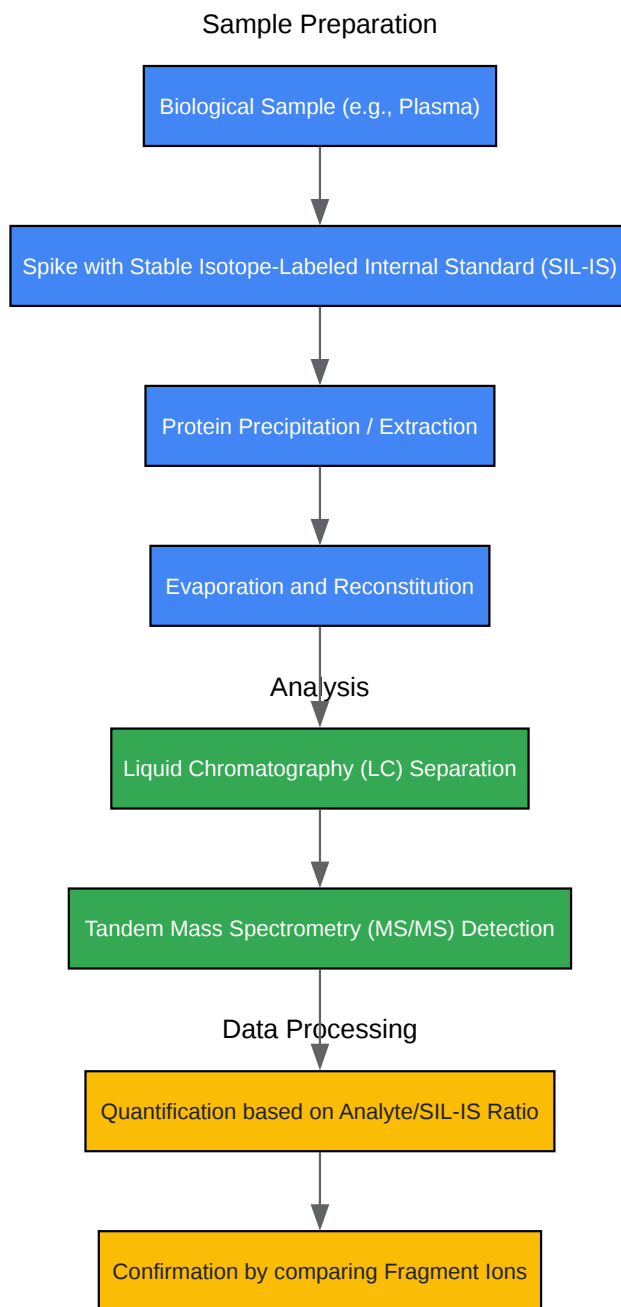 Sample Preparation
Biological Sample (e.g., Plasma)
Spike with Stable Isotope-Labeled Internal Standard (SIL-IS)
Protein Precipitation / Extraction
Evaporation and Reconstitution
Analysis
Liquid Chromatography (LC) Separation
Tandem Mass Spectrometry (MS/MS) Detection
Data Processing
Quantification based on Analyte/SIL-IS Ratio
Confirmation by comparing Fragment Ions